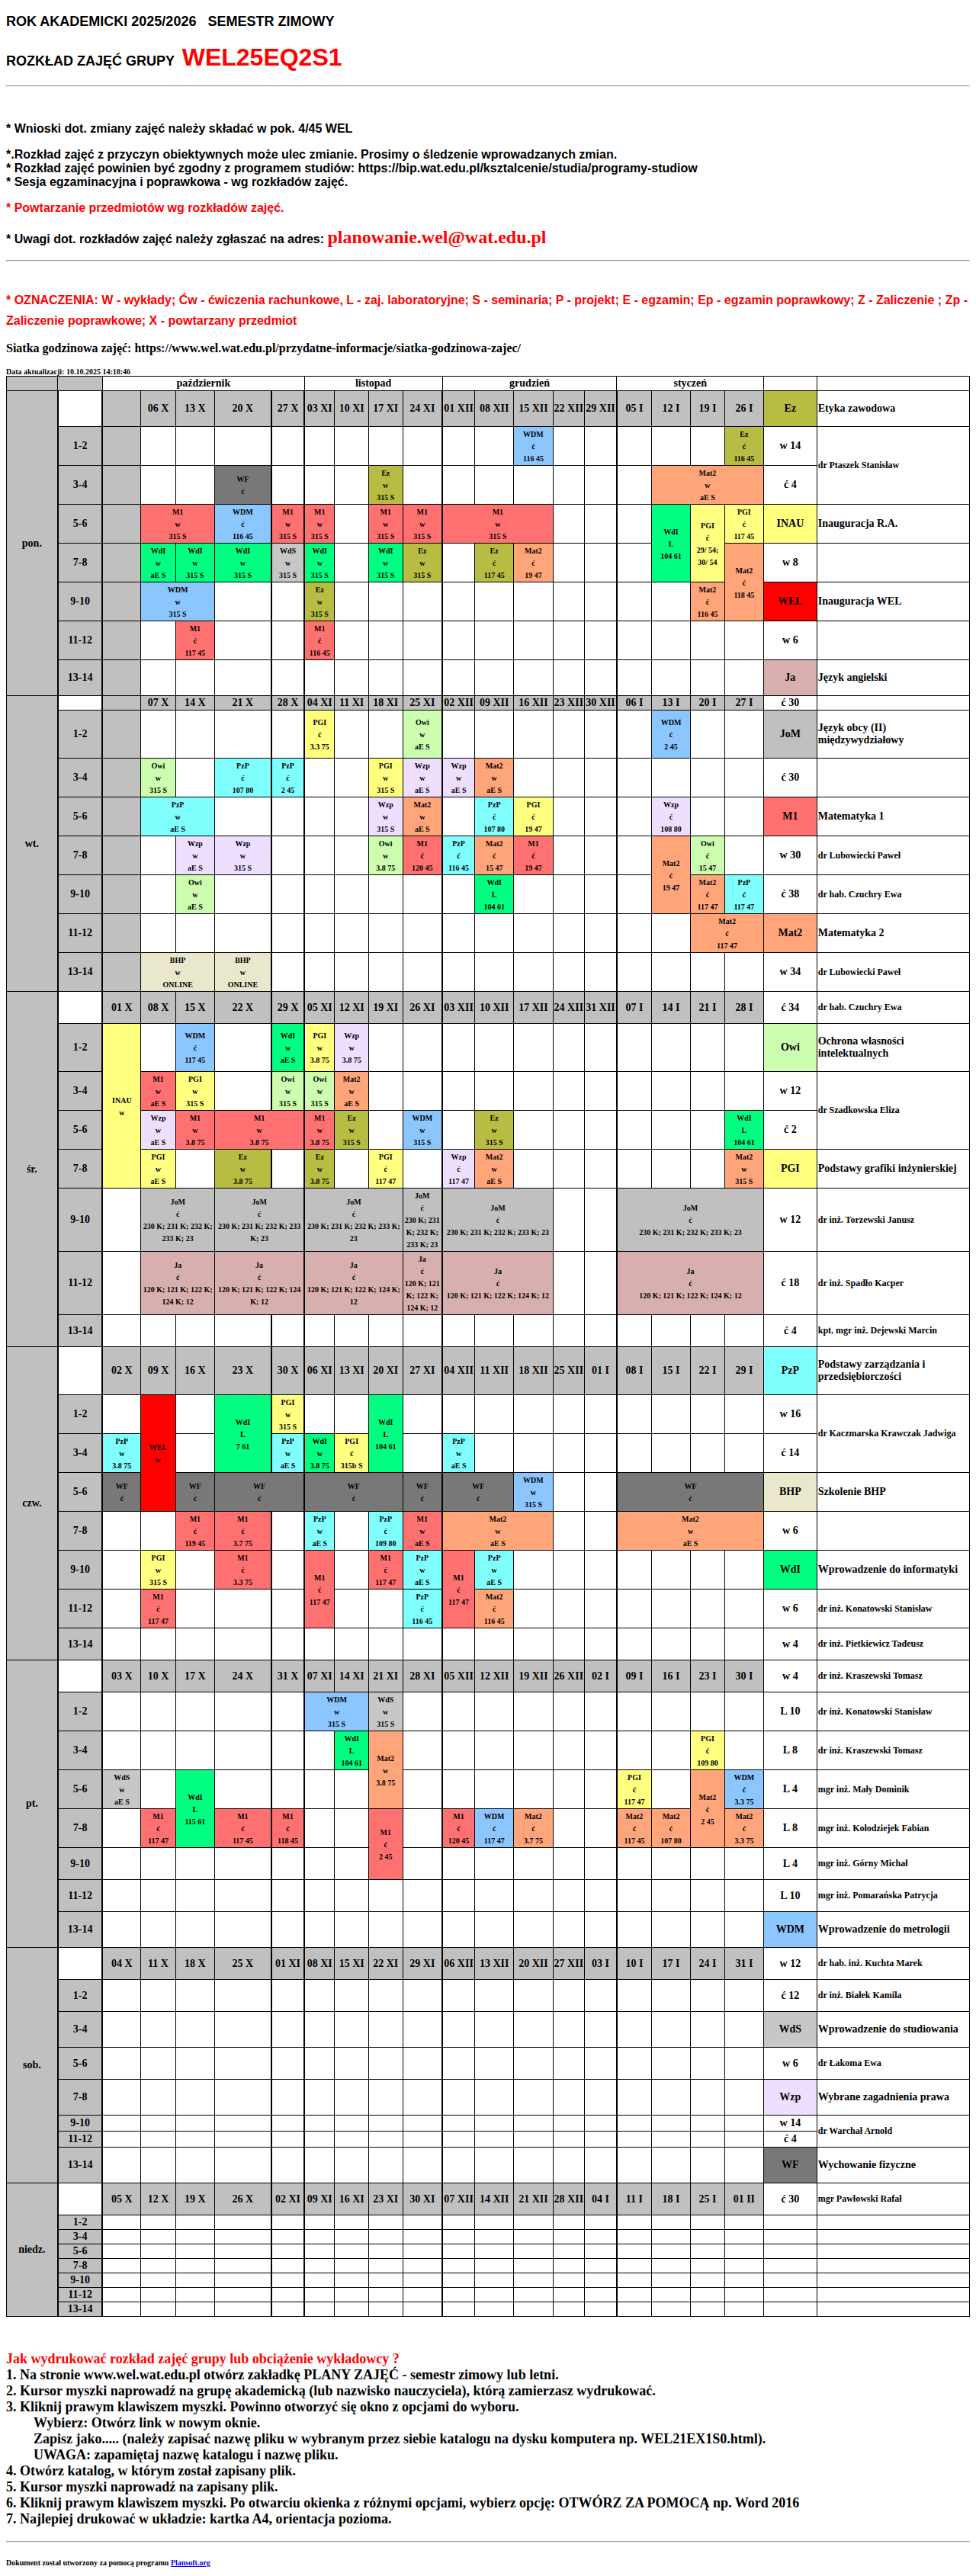 ROK AKADEMICKI 2025/2026 SEMESTR ZIMOWY
ROZKŁAD ZAJĘĆ GRUPY WEL25EQ2S1
* Wnioski dot. zmiany zajęć należy składać w pok. 4/45 WEL
*.Rozkład zajęć z przyczyn obiektywnych może ulec zmianie. Prosimy o śledzenie wprowadzanych zmian.
* Rozkład zajęć powinien być zgodny z programem studiów: https://bip.wat.edu.pl/ksztalcenie/studia/programy-studiow
* Sesja egzaminacyjna i poprawkowa - wg rozkładów zajęć.
* Powtarzanie przedmiotów wg rozkładów zajęć.
* Uwagi dot. rozkładów zajęć należy zgłaszać na adres: planowanie.wel@wat.edu.pl
* OZNACZENIA: W - wykłady; Ćw - ćwiczenia rachunkowe, L - zaj. laboratoryjne; S - seminaria; P - projekt; E - egzamin; Ep - egzamin poprawkowy; Z - Zaliczenie ; Zp - Zaliczenie poprawkowe; X - powtarzany przedmiot
Siatka godzinowa zajęć: https://www.wel.wat.edu.pl/przydatne-informacje/siatka-godzinowa-zajec/
Data aktualizacji: 10.10.2025 14:18:46
październik listopad grudzień styczeń
pon. 06 X 13 X 20 X 27 X 03 XI 10 XI 17 XI 24 XI 01 XII 08 XII 15 XII 22 XII 29 XII 05 I 12 I 19 I 26 I Ez Etyka zawodowa
1-2 WDM ć 116 45 Ez ć 116 45 w 14 dr Ptaszek Stanisław
3-4 WF ć Ez w 315 S Mat2 w aE S ć 4
5-6 M1 w 315 S WDM ć 116 45 M1 w 315 S M1 w 315 S M1 w 315 S M1 w 315 S M1 w 315 S WdI L 104 61 PGI ć 29/ 54; 30/ 54 PGI ć 117 45 INAU Inauguracja R.A.
7-8 WdI w aE S WdI w 315 S WdI w 315 S WdS w 315 S WdI w 315 S WdI w 315 S Ez w 315 S Ez ć 117 45 Mat2 ć 19 47 Mat2 ć 118 45 w 8
9-10 WDM w 315 S Ez w 315 S Mat2 ć 116 45 WEL Inauguracja WEL
11-12 M1 ć 117 45 M1 ć 116 45 w 6
13-14 Ja Język angielski
wt. 07 X 14 X 21 X 28 X 04 XI 11 XI 18 XI 25 XI 02 XII 09 XII 16 XII 23 XII 30 XII 06 I 13 I 20 I 27 I ć 30
1-2 PGI ć 3.3 75 Owi w aE S WDM ć 2 45 JoM Język obcy (II) międzywydziałowy
3-4 Owi w 315 S PzP ć 107 80 PzP ć 2 45 PGI w 315 S Wzp w aE S Wzp w aE S Mat2 w aE S ć 30
5-6 PzP w aE S Wzp w 315 S Mat2 w aE S PzP ć 107 80 PGI ć 19 47 Wzp ć 108 80 M1 Matematyka 1
7-8 Wzp w aE S Wzp w 315 S Owi w 3.8 75 M1 ć 120 45 PzP ć 116 45 Mat2 ć 15 47 M1 ć 19 47 Mat2 ć 19 47 Owi ć 15 47 w 30 dr Lubowiecki Paweł
9-10 Owi w aE S WdI L 104 61 Mat2 ć 117 47 PzP ć 117 47 ć 38 dr hab. Czuchry Ewa
11-12 Mat2 ć 117 47 Mat2 Matematyka 2
13-14 BHP w ONLINE BHP w ONLINE w 34 dr Lubowiecki Paweł
śr. 01 X 08 X 15 X 22 X 29 X 05 XI 12 XI 19 XI 26 XI 03 XII 10 XII 17 XII 24 XII 31 XII 07 I 14 I 21 I 28 I ć 34 dr hab. Czuchry Ewa
1-2 INAU w WDM ć 117 45 WdI w aE S PGI w 3.8 75 Wzp w 3.8 75 Owi Ochrona własności intelektualnych
3-4 M1 w aE S PGI w 315 S Owi w 315 S Owi w 315 S Mat2 w aE S w 12 dr Szadkowska Eliza
5-6 Wzp w aE S M1 w 3.8 75 M1 w 3.8 75 M1 w 3.8 75 Ez w 315 S WDM w 315 S Ez w 315 S WdI L 104 61 ć 2
7-8 PGI w aE S Ez w 3.8 75 Ez w 3.8 75 PGI ć 117 47 Wzp ć 117 47 Mat2 w aE S Mat2 w 315 S PGI Podstawy grafiki inżynierskiej
9-10 JoM ć 230 K; 231 K; 232 K; 233 K; 23 JoM ć 230 K; 231 K; 232 K; 233 K; 23 JoM ć 230 K; 231 K; 232 K; 233 K; 23 JoM ć 230 K; 231 K; 232 K; 233 K; 23 JoM ć 230 K; 231 K; 232 K; 233 K; 23 JoM ć 230 K; 231 K; 232 K; 233 K; 23 w 12 dr inż. Torzewski Janusz
11-12 Ja ć 120 K; 121 K; 122 K; 124 K; 12 Ja ć 120 K; 121 K; 122 K; 124 K; 12 Ja ć 120 K; 121 K; 122 K; 124 K; 12 Ja ć 120 K; 121 K; 122 K; 124 K; 12 Ja ć 120 K; 121 K; 122 K; 124 K; 12 Ja ć 120 K; 121 K; 122 K; 124 K; 12 ć 18 dr inż. Spadło Kacper
13-14 ć 4 kpt. mgr inż. Dejewski Marcin
czw. 02 X 09 X 16 X 23 X 30 X 06 XI 13 XI 20 XI 27 XI 04 XII 11 XII 18 XII 25 XII 01 I 08 I 15 I 22 I 29 I PzP Podstawy zarządzania i przedsiębiorczości
1-2 WEL w WdI L 7 61 PGI w 315 S WdI L 104 61 w 16 dr Kaczmarska Krawczak Jadwiga
3-4 PzP w 3.8 75 PzP w aE S WdI w 3.8 75 PGI ć 315b S PzP w aE S ć 14
5-6 WF ć WF ć WF ć WF ć WF ć WF ć WDM w 315 S WF ć BHP Szkolenie BHP
7-8 M1 ć 119 45 M1 ć 3.7 75 PzP w aE S PzP ć 109 80 M1 w aE S Mat2 w aE S Mat2 w aE S w 6
9-10 PGI w 315 S M1 ć 3.3 75 M1 ć 117 47 M1 ć 117 47 PzP w aE S M1 ć 117 47 PzP w aE S WdI Wprowadzenie do informatyki
11-12 M1 ć 117 47 PzP ć 116 45 Mat2 ć 116 45 w 6 dr inż. Konatowski Stanisław
13-14 w 4 dr inż. Pietkiewicz Tadeusz
pt. 03 X 10 X 17 X 24 X 31 X 07 XI 14 XI 21 XI 28 XI 05 XII 12 XII 19 XII 26 XII 02 I 09 I 16 I 23 I 30 I w 4 dr inż. Kraszewski Tomasz
1-2 WDM w 315 S WdS w 315 S L 10 dr inż. Konatowski Stanisław
3-4 WdI L 104 61 Mat2 w 3.8 75 PGI ć 109 80 L 8 dr inż. Kraszewski Tomasz
5-6 WdS w aE S WdI L 115 61 PGI ć 117 47 Mat2 ć 2 45 WDM ć 3.3 75 L 4 mgr inż. Mały Dominik
7-8 M1 ć 117 47 M1 ć 117 45 M1 ć 118 45 M1 ć 2 45 M1 ć 120 45 WDM ć 117 47 Mat2 ć 3.7 75 Mat2 ć 117 45 Mat2 ć 107 80 Mat2 ć 3.3 75 L 8 mgr inż. Kołodziejek Fabian
9-10 L 4 mgr inż. Górny Michał
11-12 L 10 mgr inż. Pomarańska Patrycja
13-14 WDM Wprowadzenie do metrologii
sob. 04 X 11 X 18 X 25 X 01 XI 08 XI 15 XI 22 XI 29 XI 06 XII 13 XII 20 XII 27 XII 03 I 10 I 17 I 24 I 31 I w 12 dr hab. inż. Kuchta Marek
1-2 ć 12 dr inż. Białek Kamila
3-4 WdS Wprowadzenie do studiowania
5-6 w 6 dr Łakoma Ewa
7-8 Wzp Wybrane zagadnienia prawa
9-10 w 14 dr Warchał Arnold
11-12 ć 4
13-14 WF Wychowanie fizyczne
niedz. 05 X 12 X 19 X 26 X 02 XI 09 XI 16 XI 23 XI 30 XI 07 XII 14 XII 21 XII 28 XII 04 I 11 I 18 I 25 I 01 II ć 30 mgr Pawłowski Rafał
1-2
3-4
5-6
7-8
9-10
11-12
13-14
Jak wydrukować rozkład zajęć grupy lub obciążenie wykładowcy ?
1. Na stronie www.wel.wat.edu.pl otwórz zakładkę PLANY ZAJĘĆ - semestr zimowy lub letni.
2. Kursor myszki naprowadź na grupę akademicką (lub nazwisko nauczyciela), którą zamierzasz wydrukować.
3. Kliknij prawym klawiszem myszki. Powinno otworzyć się okno z opcjami do wyboru.
Wybierz: Otwórz link w nowym oknie.
Zapisz jako..... (należy zapisać nazwę pliku w wybranym przez siebie katalogu na dysku komputera np. WEL21EX1S0.html).
UWAGA: zapamiętaj nazwę katalogu i nazwę pliku.
4. Otwórz katalog, w którym został zapisany plik.
5. Kursor myszki naprowadź na zapisany plik.
6. Kliknij prawym klawiszem myszki. Po otwarciu okienka z różnymi opcjami, wybierz opcję: OTWÓRZ ZA POMOCĄ np. Word 2016
7. Najlepiej drukować w układzie: kartka A4, orientacja pozioma.
Dokument został utworzony za pomocą programu Plansoft.org